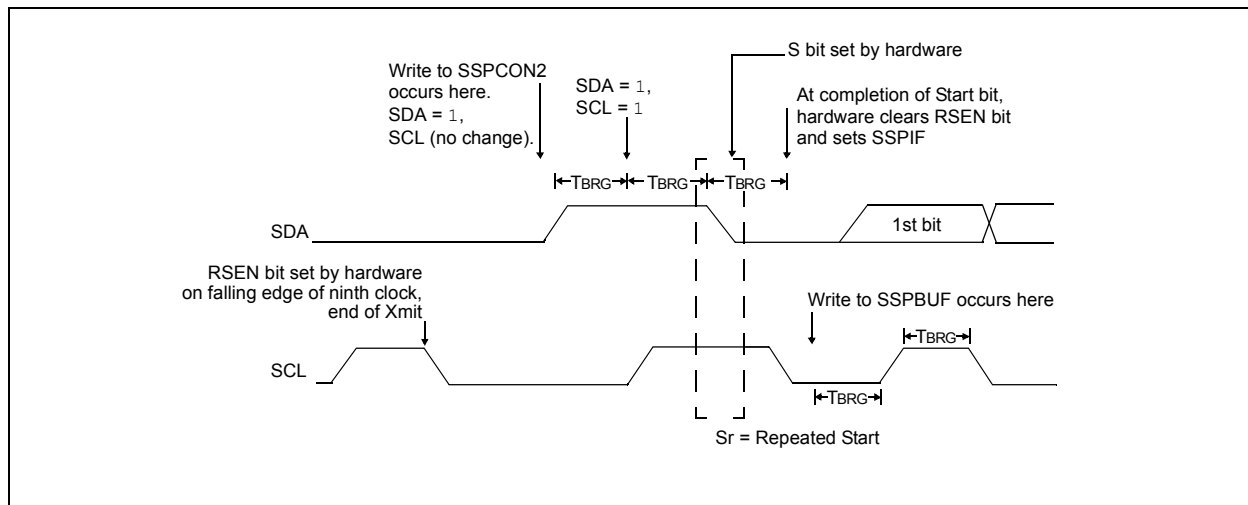 S bit set by hardware
Write to SSPCON2
occurs here.
SDA = 1,
SCL (no change).
SDA = 1,
SCL = 1
At completion of Start bit,
hardware clears RSEN bit
and sets SSPIF
TBRG
TBRG
TBRG
SDA
1st bit
RSEN bit set by hardware
on falling edge of ninth clock,
end of Xmit
Write to SSPBUF occurs here
TBRG
SCL
TBRG
Sr = Repeated Start